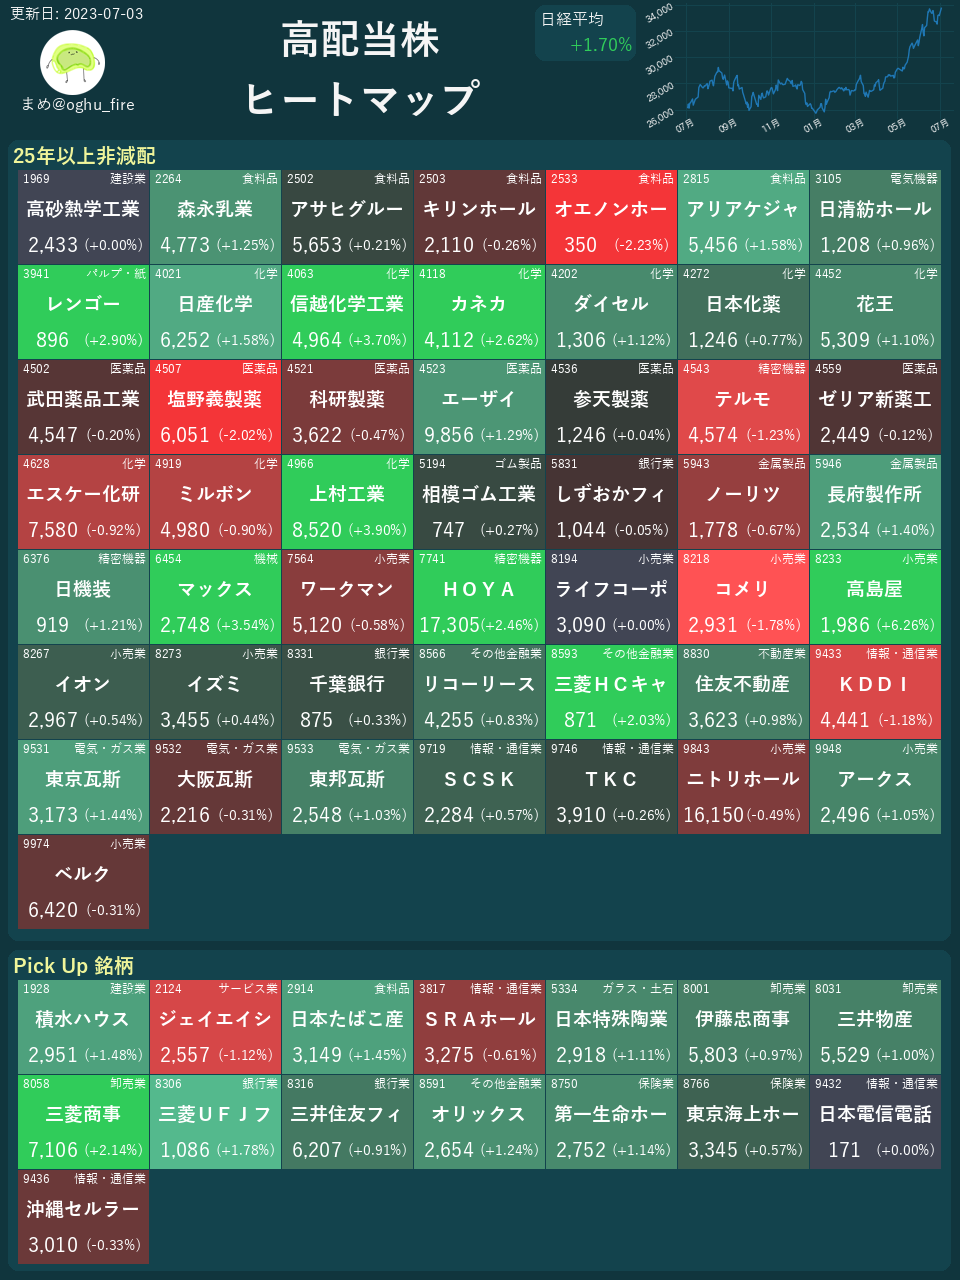 更新日: 2023-07-03
まめ@oghu_fire
高配当株
ヒートマップ
日経平均
+1.70%
34,000
32,000
30,000
28,000
26,000
07月 09月 11月 01月 03月 05月 07月
25年以上非減配
1969 建設業 2264 食料品 2502 食料品 2503 食料品 2533 食料品 2815 食料品 3105 電気機器
高砂熱学工業 森永乳業 アサヒグルー キリンホール オエノンホー アリアケジャ 日清紡ホール
2,433 (+0.00%) 4,773 (+1.25%) 5,653 (+0.21%) 2,110 (-0.26%) 350 (-2.23%) 5,456 (+1.58%) 1,208 (+0.96%)
3941 パルプ・紙 4021 化学 4063 化学 4118 化学 4202 化学 4272 化学 4452 化学
レンゴー 日産化学 信越化学工業 カネカ ダイセル 日本化薬 花王
896 (+2.90%) 6,252 (+1.58%) 4,964 (+3.70%) 4,112 (+2.62%) 1,306 (+1.12%) 1,246 (+0.77%) 5,309 (+1.10%)
4502 医薬品 4507 医薬品 4521 医薬品 4523 医薬品 4536 医薬品 4543 精密機器 4559 医薬品
武田薬品工業 塩野義製薬 科研製薬 エーザイ 参天製薬 テルモ ゼリア新薬工
4,547 (-0.20%) 6,051 (-2.02%) 3,622 (-0.47%) 9,856 (+1.29%) 1,246 (+0.04%) 4,574 (-1.23%) 2,449 (-0.12%)
4628 化学 4919 化学 4966 化学 5194 ゴム製品 5831 銀行業 5943 金属製品 5946 金属製品
エスケー化研 ミルボン 上村工業 相模ゴム工業 しずおかフィ ノーリツ 長府製作所
7,580 (-0.92%) 4,980 (-0.90%) 8,520 (+3.90%) 747 (+0.27%) 1,044 (-0.05%) 1,778 (-0.67%) 2,534 (+1.40%)
6376 精密機器 6454 機械 7564 小売業 7741 精密機器 8194 小売業 8218 小売業 8233 小売業
日機装 マックス ワークマン ＨＯＹＡ ライフコーポ コメリ 高島屋
919 (+1.21%) 2,748 (+3.54%) 5,120 (-0.58%) 17,305(+2.46%) 3,090 (+0.00%) 2,931 (-1.78%) 1,986 (+6.26%)
8267 小売業 8273 小売業 8331 銀行業 8566 その他金融業 8593 その他金融業 8830 不動産業 9433 情報・通信業
イオン イズミ 千葉銀行 リコーリース 三菱ＨＣキャ 住友不動産 ＫＤＤＩ
2,967 (+0.54%) 3,455 (+0.44%) 875 (+0.33%) 4,255 (+0.83%) 871 (+2.03%) 3,623 (+0.98%) 4,441 (-1.18%)
9531 電気・ガス業 9532 電気・ガス業 9533 電気・ガス業 9719 情報・通信業 9746 情報・通信業 9843 小売業 9948 小売業
東京瓦斯 大阪瓦斯 東邦瓦斯 ＳＣＳＫ ＴＫＣ ニトリホール アークス
3,173 (+1.44%) 2,216 (-0.31%) 2,548 (+1.03%) 2,284 (+0.57%) 3,910 (+0.26%) 16,150(-0.49%) 2,496 (+1.05%)
9974 小売業
ベルク
6,420 (-0.31%)
Pick Up 銘柄
1928 建設業 2124 サービス業 2914 食料品 3817 情報・通信業 5334 ガラス・土石 8001 卸売業 8031 卸売業
積水ハウス ジェイエイシ 日本たばこ産 ＳＲＡホール 日本特殊陶業 伊藤忠商事 三井物産
2,951 (+1.48%) 2,557 (-1.12%) 3,149 (+1.45%) 3,275 (-0.61%) 2,918 (+1.11%) 5,803 (+0.97%) 5,529 (+1.00%)
8058 卸売業 8306 銀行業 8316 銀行業 8591 その他金融業 8750 保険業 8766 保険業 9432 情報・通信業
三菱商事 三菱ＵＦＪフ 三井住友フィ オリックス 第一生命ホー 東京海上ホー 日本電信電話
7,106 (+2.14%) 1,086 (+1.78%) 6,207 (+0.91%) 2,654 (+1.24%) 2,752 (+1.14%) 3,345 (+0.57%) 171 (+0.00%)
9436 情報・通信業
沖縄セルラー
3,010 (-0.33%)